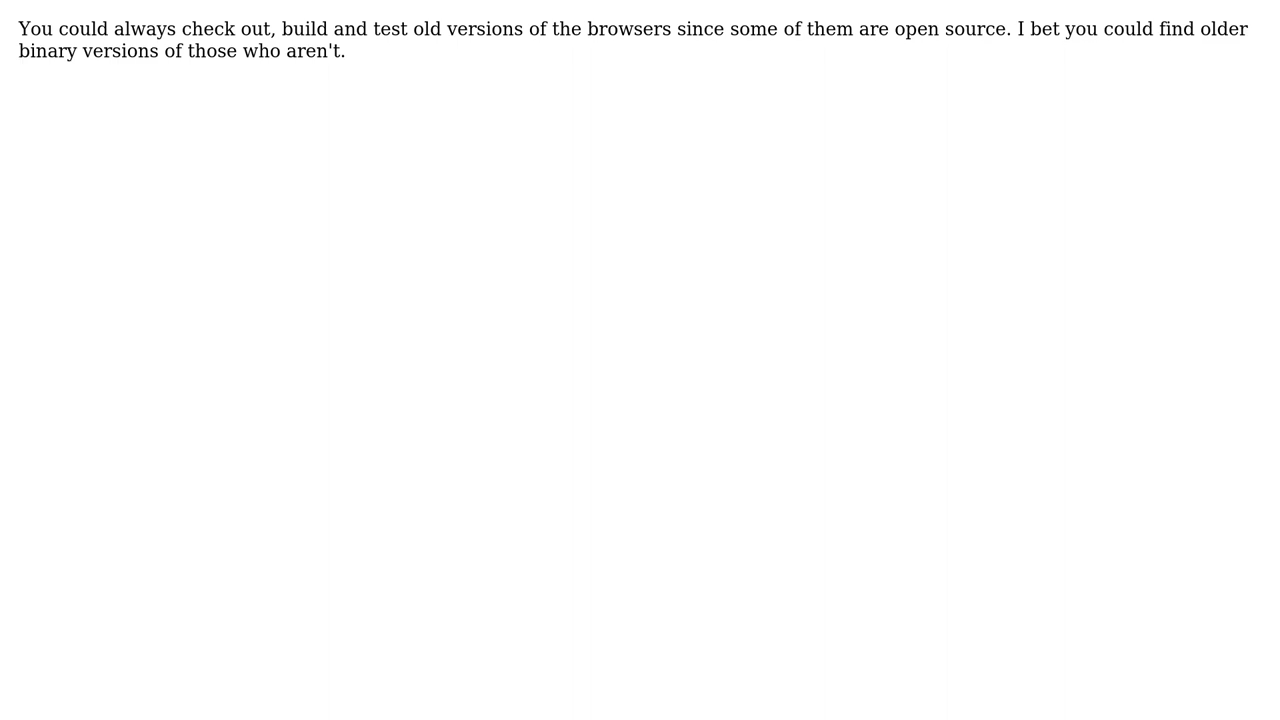 You could always check out, build and test old versions of the browsers since some of them are open source. I bet you could find older
binary versions of those who aren't.